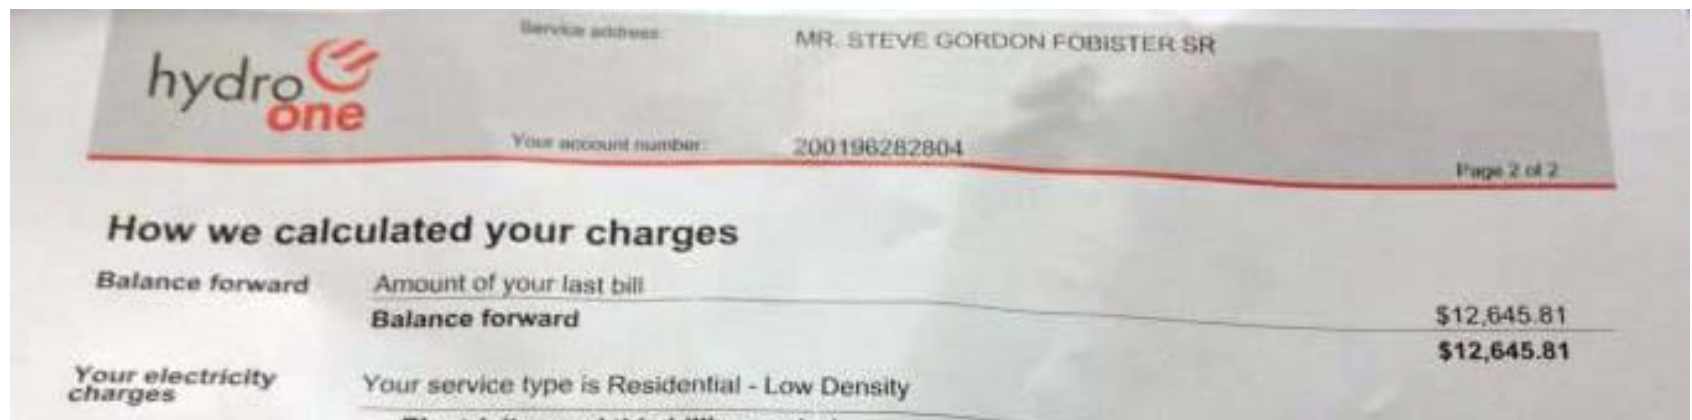 hydro
one
Service address: MR. STEVE GORDON FOBISTER SR
Your account number: 200196282804
Page 2 of 2
How we calculated your charges
Balance forward Amount of your last bill $12,645.81
Balance forward $12,645.81
Your electricity
charges Your service type is Residential - Low Density